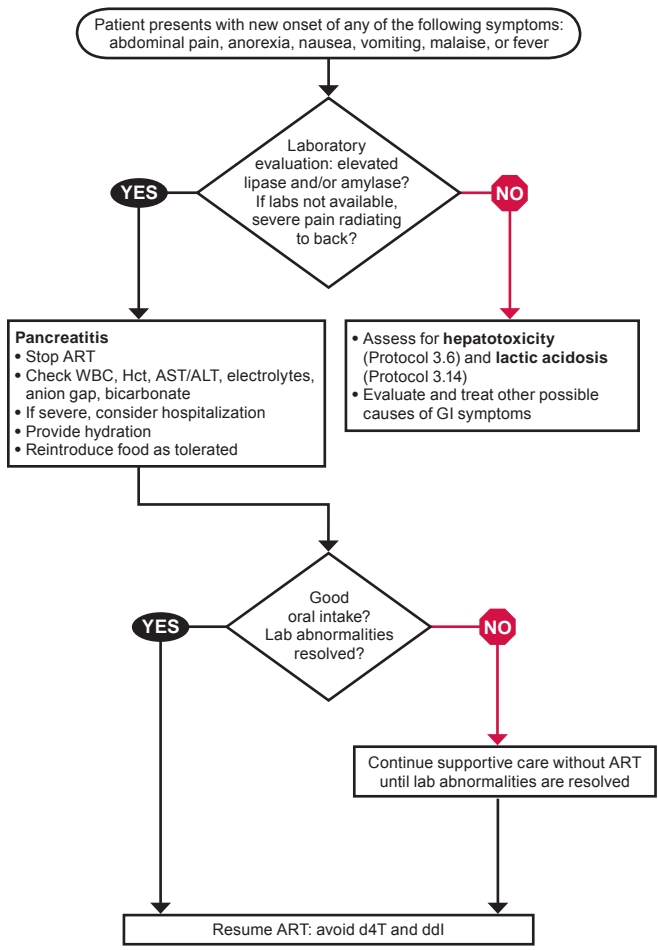 Patient presents with new onset of any of the following symptoms:
abdominal pain, anorexia, nausea, vomiting, malaise, or fever
Laboratory
evaluation: elevated
lipase and/or amylase?
If labs not available,
severe pain radiating
to back?
YES
NO
Pancreatitis
• Stop ART
• Check WBC, Hct, AST/ALT, electrolytes,
anion gap, bicarbonate
• If severe, consider hospitalization
• Provide hydration
• Reintroduce food as tolerated
• Assess for hepatotoxicity
(Protocol 3.6) and lactic acidosis
(Protocol 3.14)
• Evaluate and treat other possible
causes of GI symptoms
Good
oral intake?
Lab abnormalities
resolved?
YES
NO
Continue supportive care without ART
until lab abnormalities are resolved
Resume ART: avoid d4T and ddI